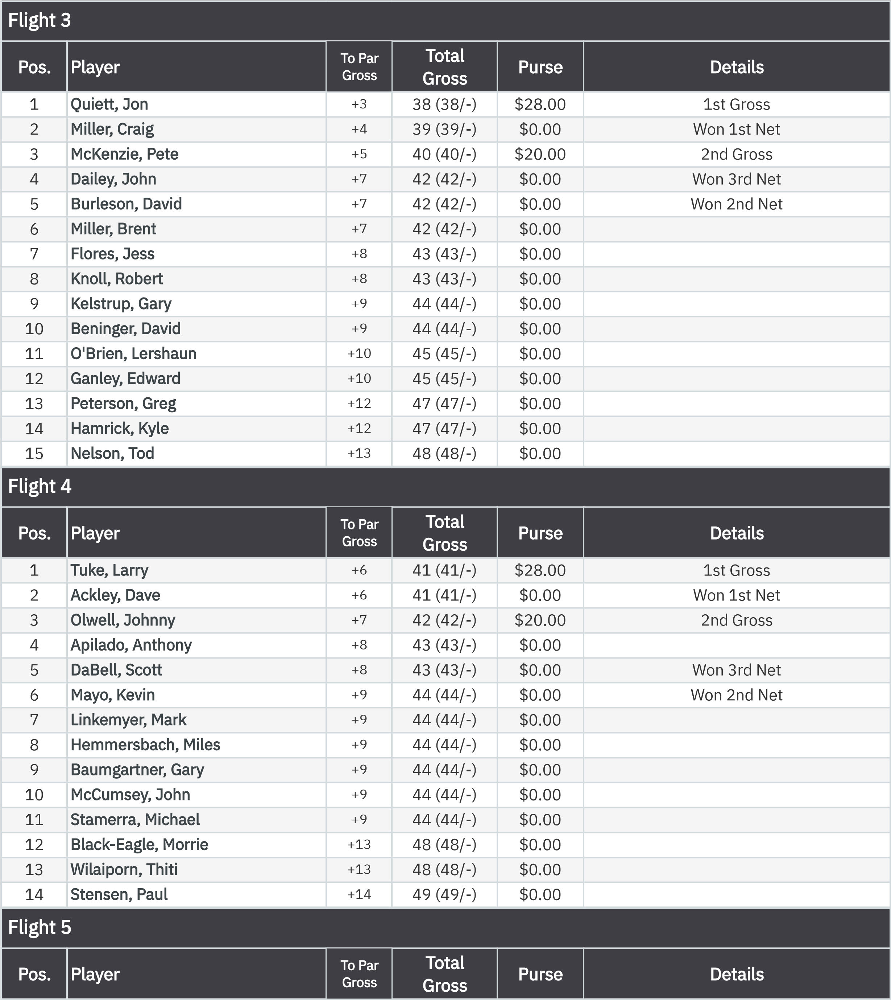 Flight 3
Pos. Player To Par Gross Total Gross Purse Details
1 Quiett, Jon +3 38 (38/-) $28.00 1st Gross
2 Miller, Craig +4 39 (39/-) $0.00 Won 1st Net
3 McKenzie, Pete +5 40 (40/-) $20.00 2nd Gross
4 Dailey, John +7 42 (42/-) $0.00 Won 3rd Net
5 Burleson, David +7 42 (42/-) $0.00 Won 2nd Net
6 Miller, Brent +7 42 (42/-) $0.00
7 Flores, Jess +8 43 (43/-) $0.00
8 Knoll, Robert +8 43 (43/-) $0.00
9 Kelstrup, Gary +9 44 (44/-) $0.00
10 Beninger, David +9 44 (44/-) $0.00
11 O'Brien, Lershaun +10 45 (45/-) $0.00
12 Ganley, Edward +10 45 (45/-) $0.00
13 Peterson, Greg +12 47 (47/-) $0.00
14 Hamrick, Kyle +12 47 (47/-) $0.00
15 Nelson, Tod +13 48 (48/-) $0.00
Flight 4
Pos. Player To Par Gross Total Gross Purse Details
1 Tuke, Larry +6 41 (41/-) $28.00 1st Gross
2 Ackley, Dave +6 41 (41/-) $0.00 Won 1st Net
3 Olwell, Johnny +7 42 (42/-) $20.00 2nd Gross
4 Apilado, Anthony +8 43 (43/-) $0.00
5 DaBell, Scott +8 43 (43/-) $0.00 Won 3rd Net
6 Mayo, Kevin +9 44 (44/-) $0.00 Won 2nd Net
7 Linkemyer, Mark +9 44 (44/-) $0.00
8 Hemmersbach, Miles +9 44 (44/-) $0.00
9 Baumgartner, Gary +9 44 (44/-) $0.00
10 McCumsey, John +9 44 (44/-) $0.00
11 Stamerra, Michael +9 44 (44/-) $0.00
12 Black-Eagle, Morrie +13 48 (48/-) $0.00
13 Wilaiporn, Thiti +13 48 (48/-) $0.00
14 Stensen, Paul +14 49 (49/-) $0.00
Flight 5
Pos. Player To Par Gross Total Gross Purse Details